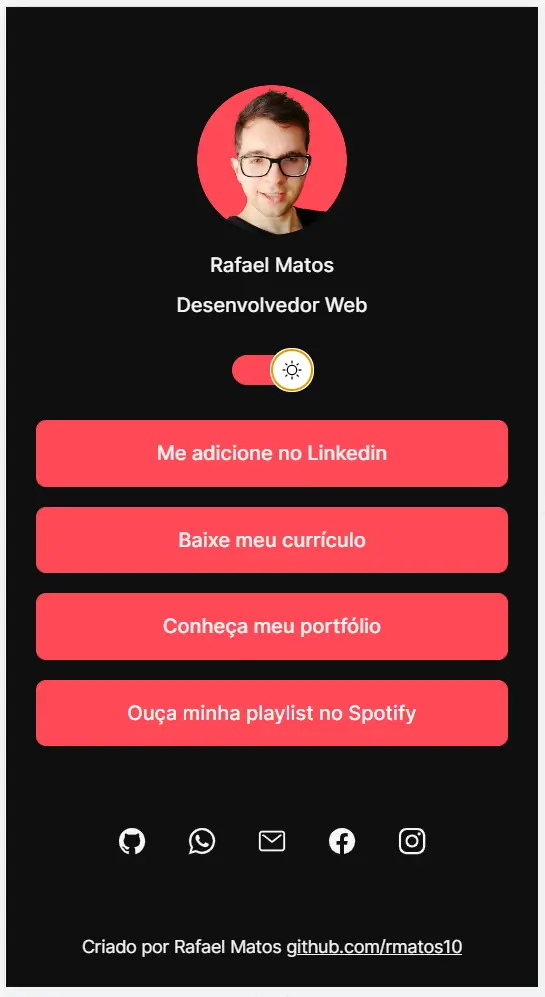 Rafael Matos
Desenvolvedor Web
Me adicione no Linkedin
Baixe meu currículo
Conheça meu portfólio
Ouça minha playlist no Spotify
Criado por Rafael Matos github.com/rmatos10